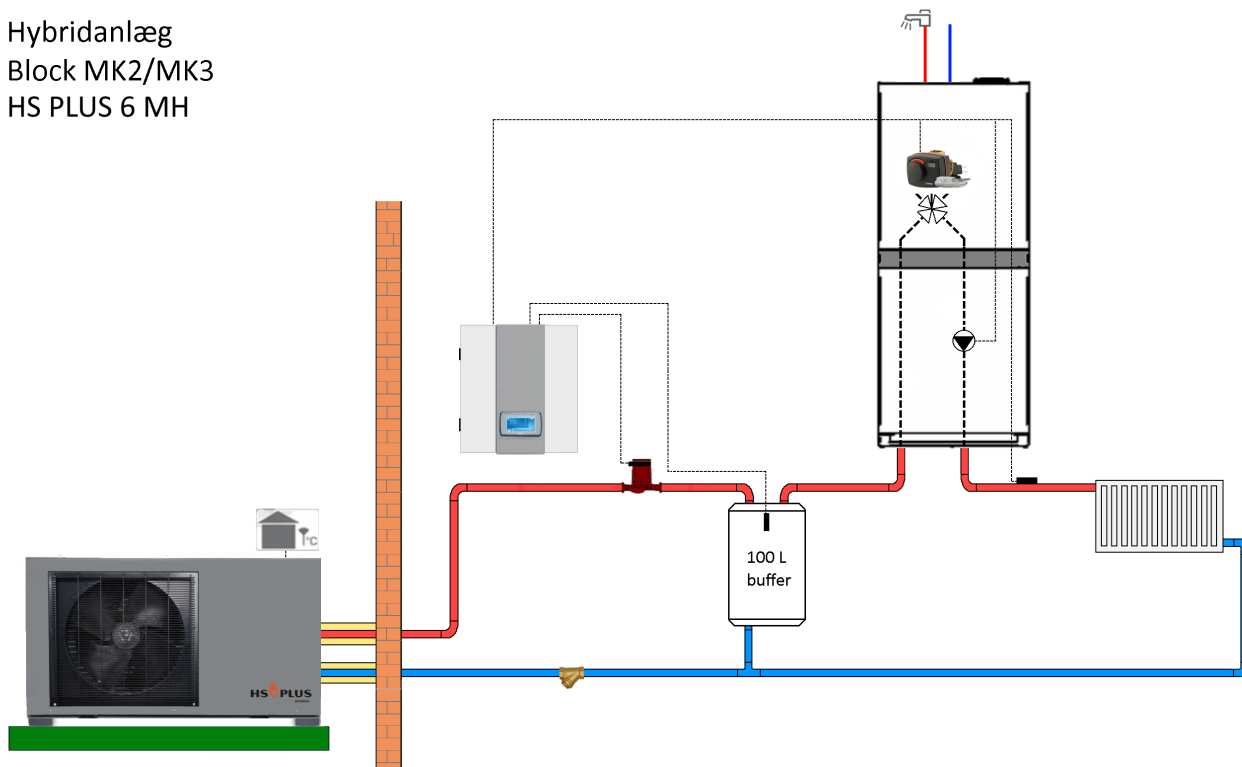 Hybridanlæg
Block MK2/MK3
HS PLUS 6 MH
°C
100 L
buffer
HS PLUS